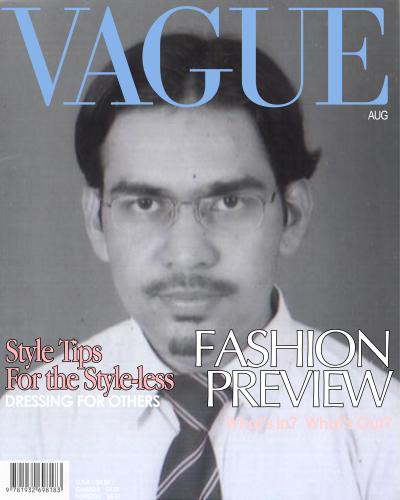 VAGUE
AUG
Style Tips
For the Style-less
DRESSING FOR OTHERS
FASHION
PREVIEW
What's In? What's Out?
9 781932 698183